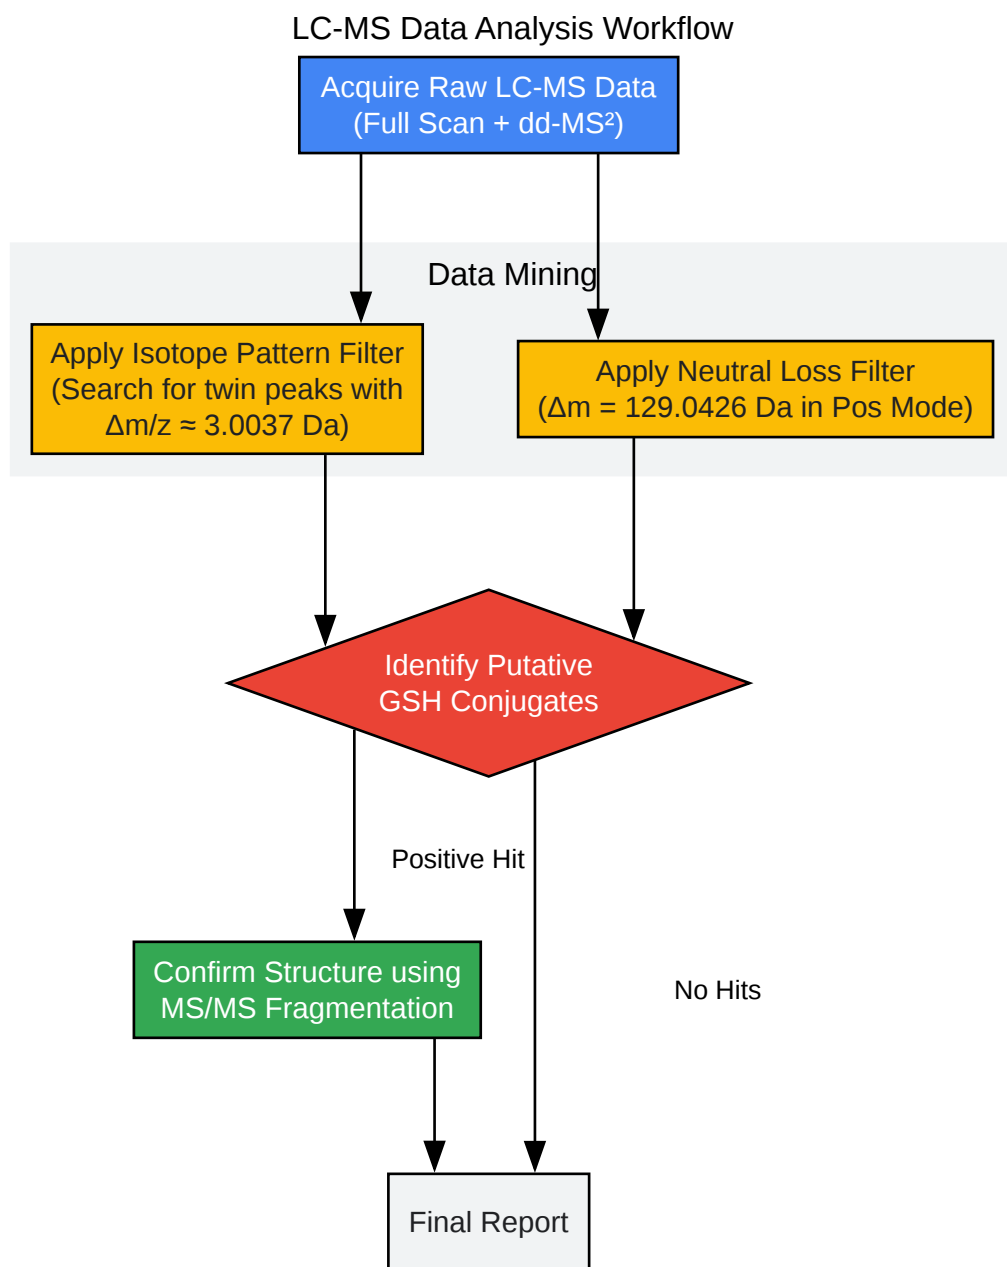 LC-MS Data Analysis Workflow
Acquire Raw LC-MS Data
(Full Scan + dd-MS²)
Data Mining
Apply Isotope Pattern Filter
(Search for twin peaks with
Δm/z ≈ 3.0037 Da)
Apply Neutral Loss Filter
(Δm = 129.0426 Da in Pos Mode)
Identify Putative
GSH Conjugates
Positive Hit
Confirm Structure using
MS/MS Fragmentation
No Hits
Final Report